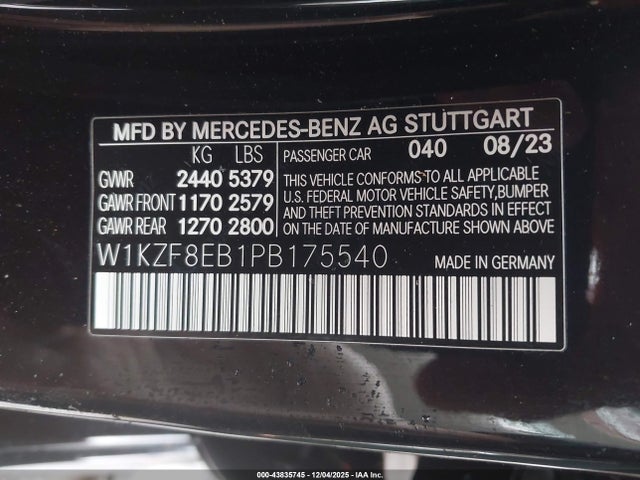 MFD BY MERCEDES-BENZ AG STUTTGART
KG LBS PASSENGER CAR 040 08/23
GVWR 2440 5379
GAWR FRONT 1170 2579
GAWR REAR 1270 2800
THIS VEHICLE CONFORMS TO ALL APPLICABLE
U.S. FEDERAL MOTOR VEHICLE SAFETY, BUMPER
AND THEFT PREVENTION STANDARDS IN EFFECT
ON THE DATE OF MANUFACTURE SHOWN ABOVE.
W1KZF8EB1PB175540 MADE IN GERMANY
000-43835745 | 12/04/2025 | IAA Inc.